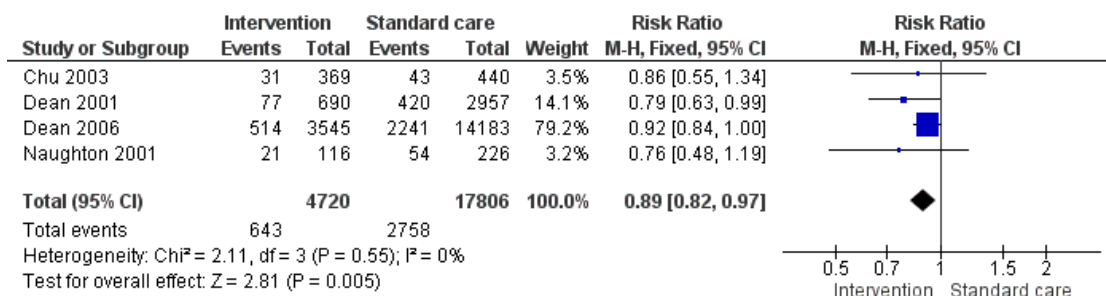 Intervention Standard care Risk Ratio Risk Ratio
Study or Subgroup Events Total Events Total Weight M-H, Fixed, 95% CI M-H, Fixed, 95% CI
Chu 2003 31 369 43 440 3.5% 0.86 [0.55, 1.34]
Dean 2001 77 690 420 2957 14.1% 0.79 [0.63, 0.99]
Dean 2006 514 3545 2241 14183 79.2% 0.92 [0.84, 1.00]
Naughton 2001 21 116 54 226 3.2% 0.76 [0.48, 1.19]
Total (95% CI) 4720 17806 100.0% 0.89 [0.82, 0.97]
Total events 643 2758
Heterogeneity: Chi² = 2.11, df = 3 (P = 0.55); I² = 0%
Test for overall effect: Z = 2.81 (P = 0.005)
0.5 0.7 1 1.5 2
Intervention Standard care